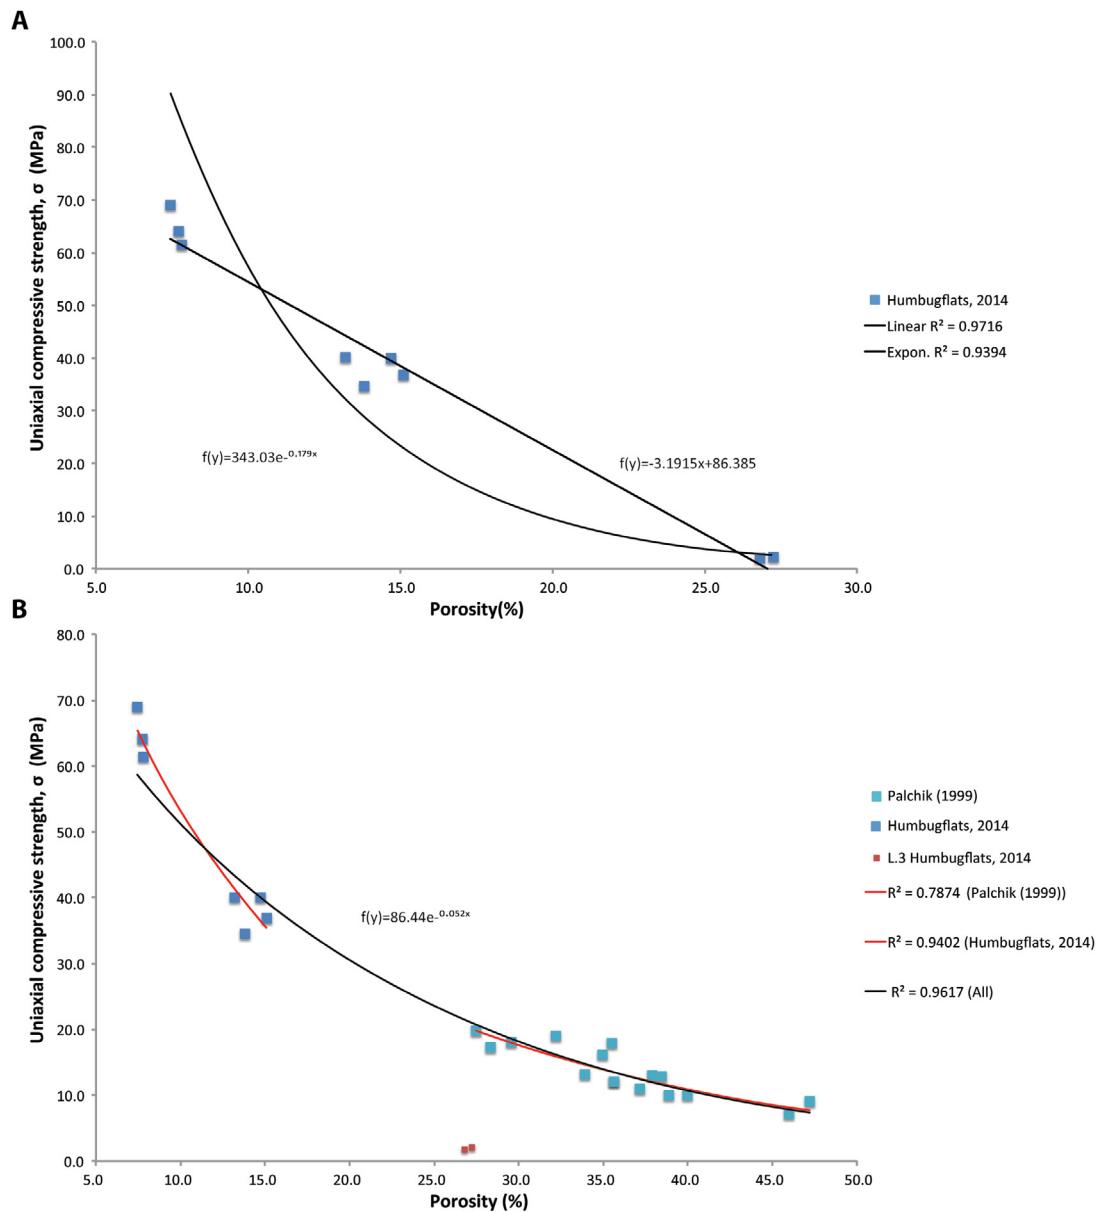 A
100.0
90.0
80.0
70.0
60.0
50.0
40.0
30.0
20.0
10.0
0.0
Uniaxial compressive strength, σ (MPa)
f(y)=343.03e-⁰·¹⁷⁹ˣ
f(y)=-3.1915x+86.385
Humbugflats, 2014
Linear R² = 0.9716
Expon. R² = 0.9394
5.0 10.0 15.0 20.0 25.0 30.0
Porosity(%)
B
80.0
70.0
60.0
50.0
40.0
30.0
20.0
10.0
0.0
Uniaxial compressive strength, σ (MPa)
f(y)=86.44e-⁰·⁰⁵²ˣ
Palchik (1999)
Humbugflats, 2014
L.3 Humbugflats, 2014
R² = 0.7874 (Palchik (1999))
R² = 0.9402 (Humbugflats, 2014)
R² = 0.9617 (All)
5.0 10.0 15.0 20.0 25.0 30.0 35.0 40.0 45.0 50.0
Porosity (%)